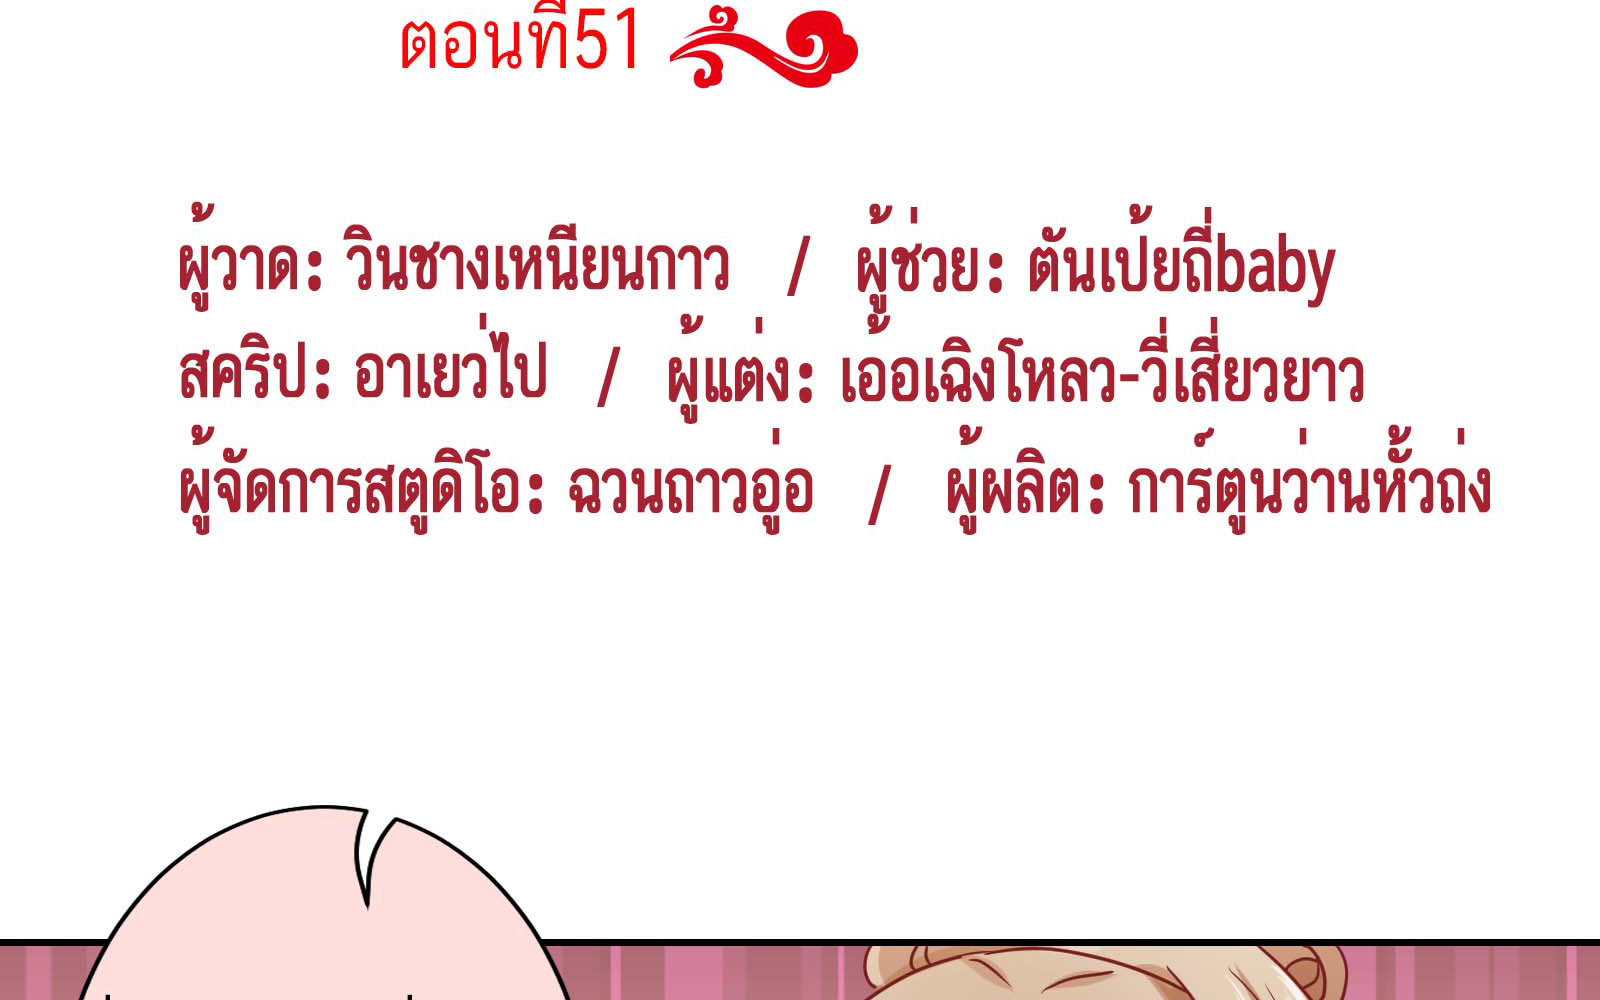 ตอนที่51
ผู้วาด: วินชางเหนียนกาว / ผู้ช่วย: ตันเป้ยถี่baby
สคริป: อาเยว่ไป / ผู้แต่ง: เอ้อเฉิงโหลว-วี่เสี่ยวยาว
ผู้จัดการสตูดิโอ: ฉวนถาวอู่อ / ผู้ผลิต: การ์ตูนว่านหั้วถ่ง